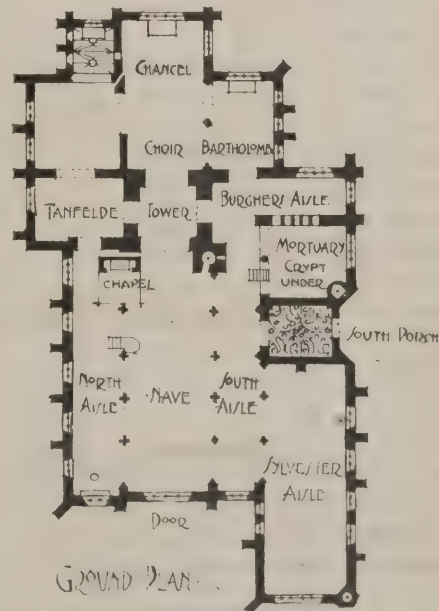 CHANCEL
CHOIR
BARTHOLOMEW
TANFELDE
TOWER
BURGHERS AISLE
MORTUARY
CRYPT
UNDER
CHAPEL
SOUTH PORCH
NORTH
AISLE
NAVE
SOUTH
AISLE
SYLVESTER
AISLE
DOOR
GROUND PLAN